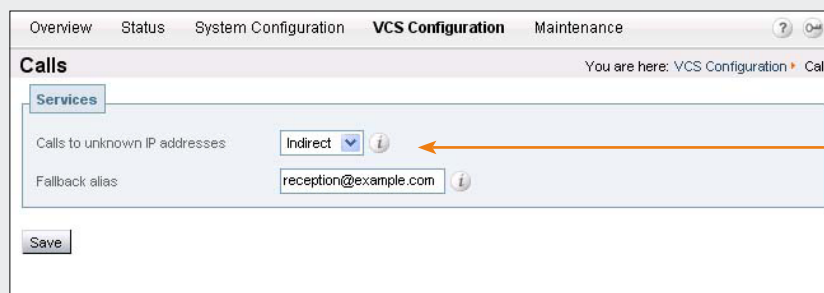 Overview Status System Configuration VCS Configuration Maintenance ?
Calls You are here: VCS Configuration
Services
Calls to unknown IP addresses Indirect i
Fallback alias reception@example.com i
Save